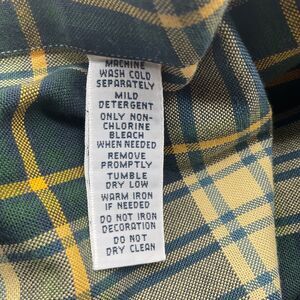 MACHINE
WASH COLD
SEPARATELY
MILD
DETERGENT
ONLY NON-
CHLORINE
BLEACH
WHEN NEEDED
REMOVE
PROMPTLY
TUMBLE
DRY LOW
WARM IRON
IF NEEDED
DO NOT IRON
DECORATION
DO NOT
DRY CLEAN